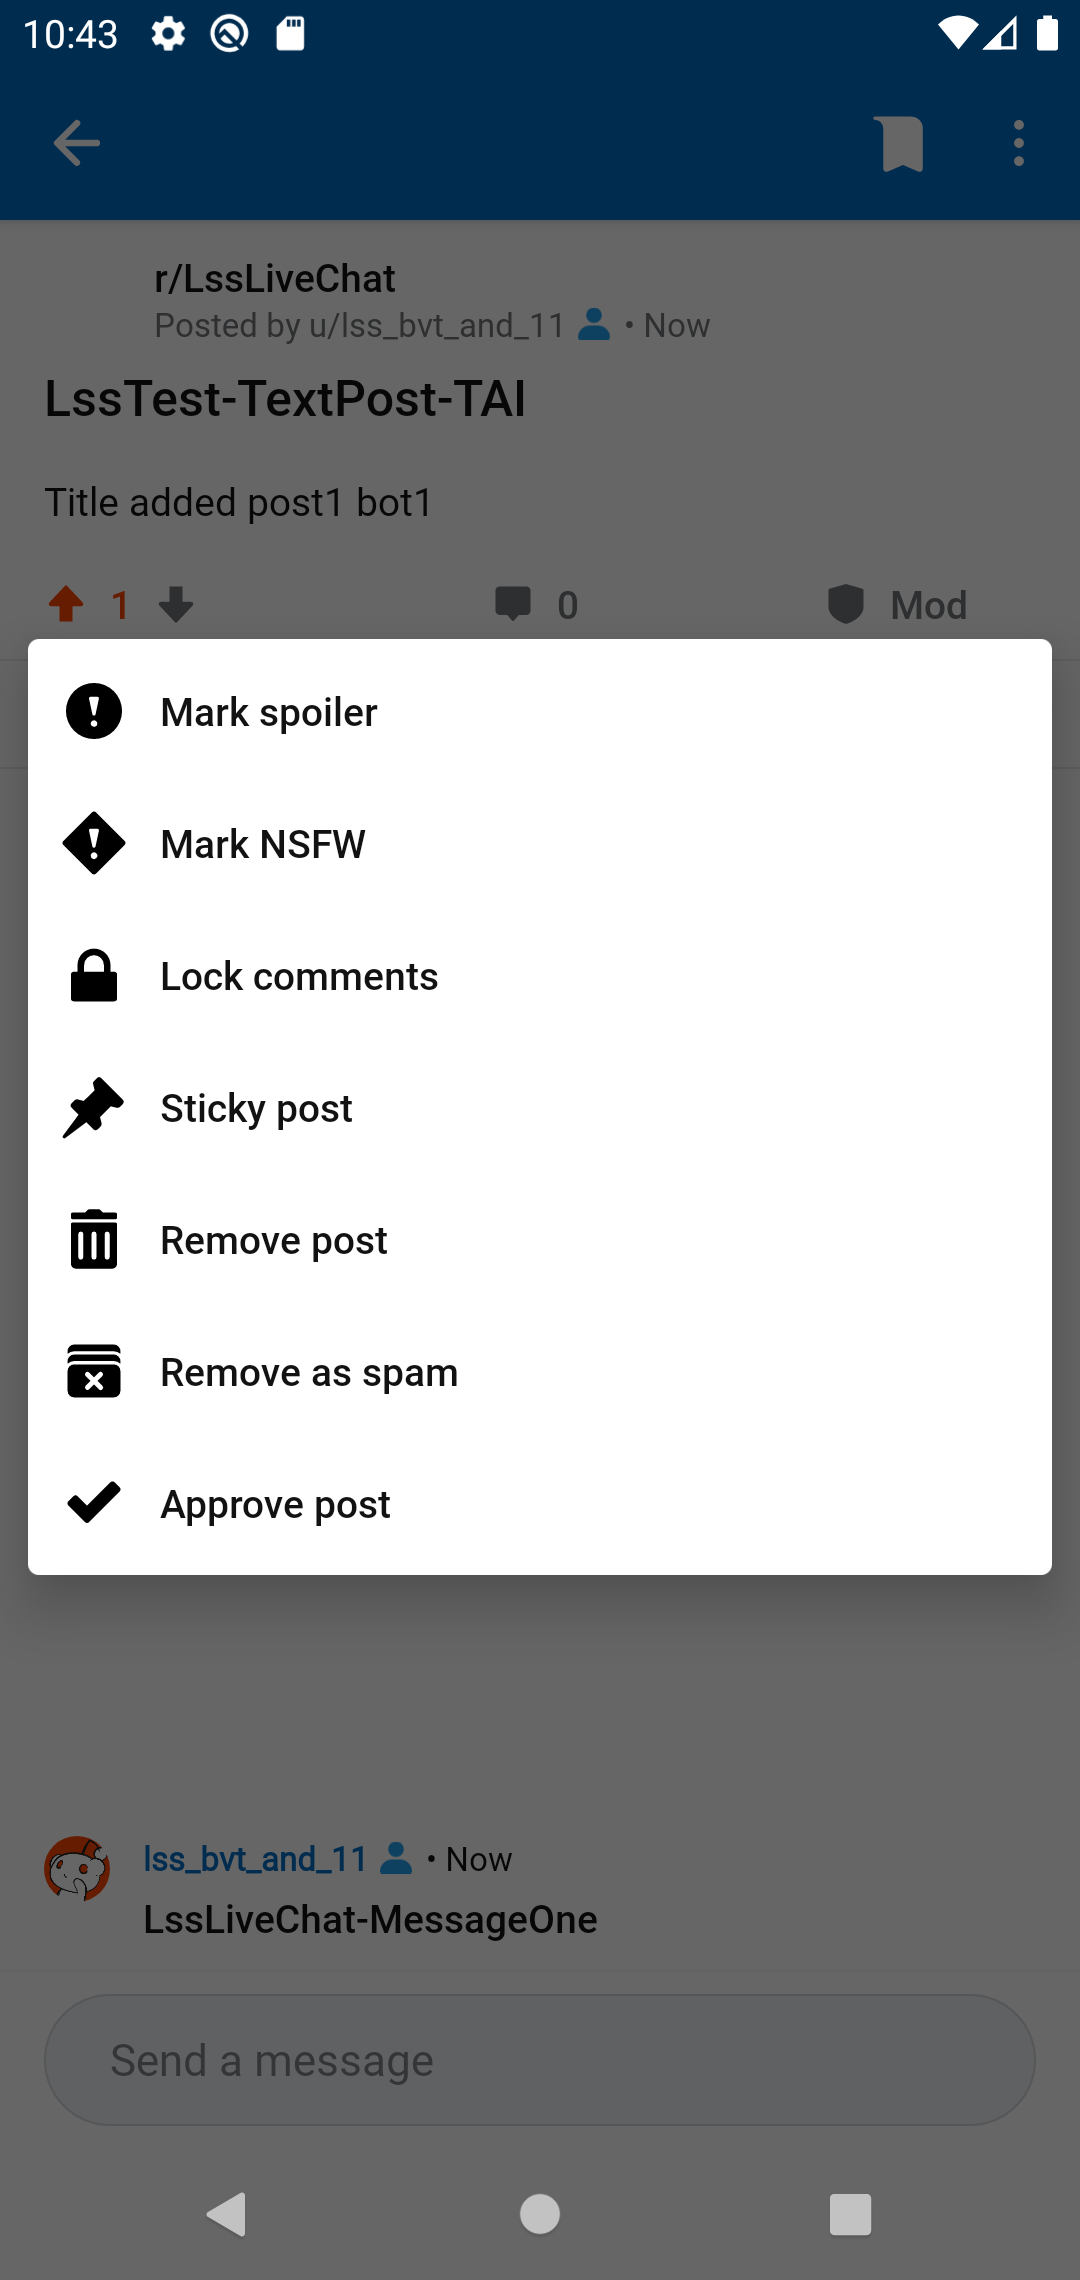 10:43
r/LssLiveChat
Posted by u/lss_bvt_and_11 • Now
LssTest-TextPost-TAI
Title added post1 bot1
1 0 Mod
Mark spoiler
Mark NSFW
Lock comments
Sticky post
Remove post
Remove as spam
Approve post
lss_bvt_and_11 • Now
LssLiveChat-MessageOne
Send a message